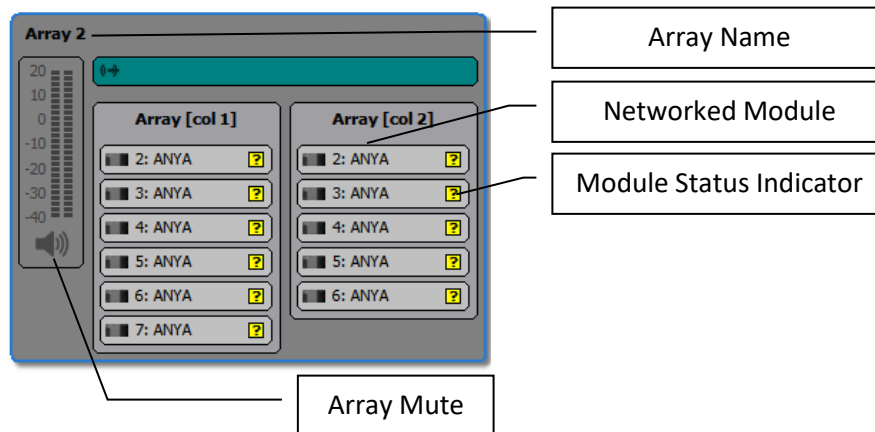 Array 2
Array Name
20
10
0
-10
-20
-30
-40
Array [col 1]
2: ANYA ?
3: ANYA ?
4: ANYA ?
5: ANYA ?
6: ANYA ?
7: ANYA ?
Array [col 2]
2: ANYA ?
3: ANYA ?
4: ANYA ?
5: ANYA ?
6: ANYA ?
Networked Module
Module Status Indicator
Array Mute